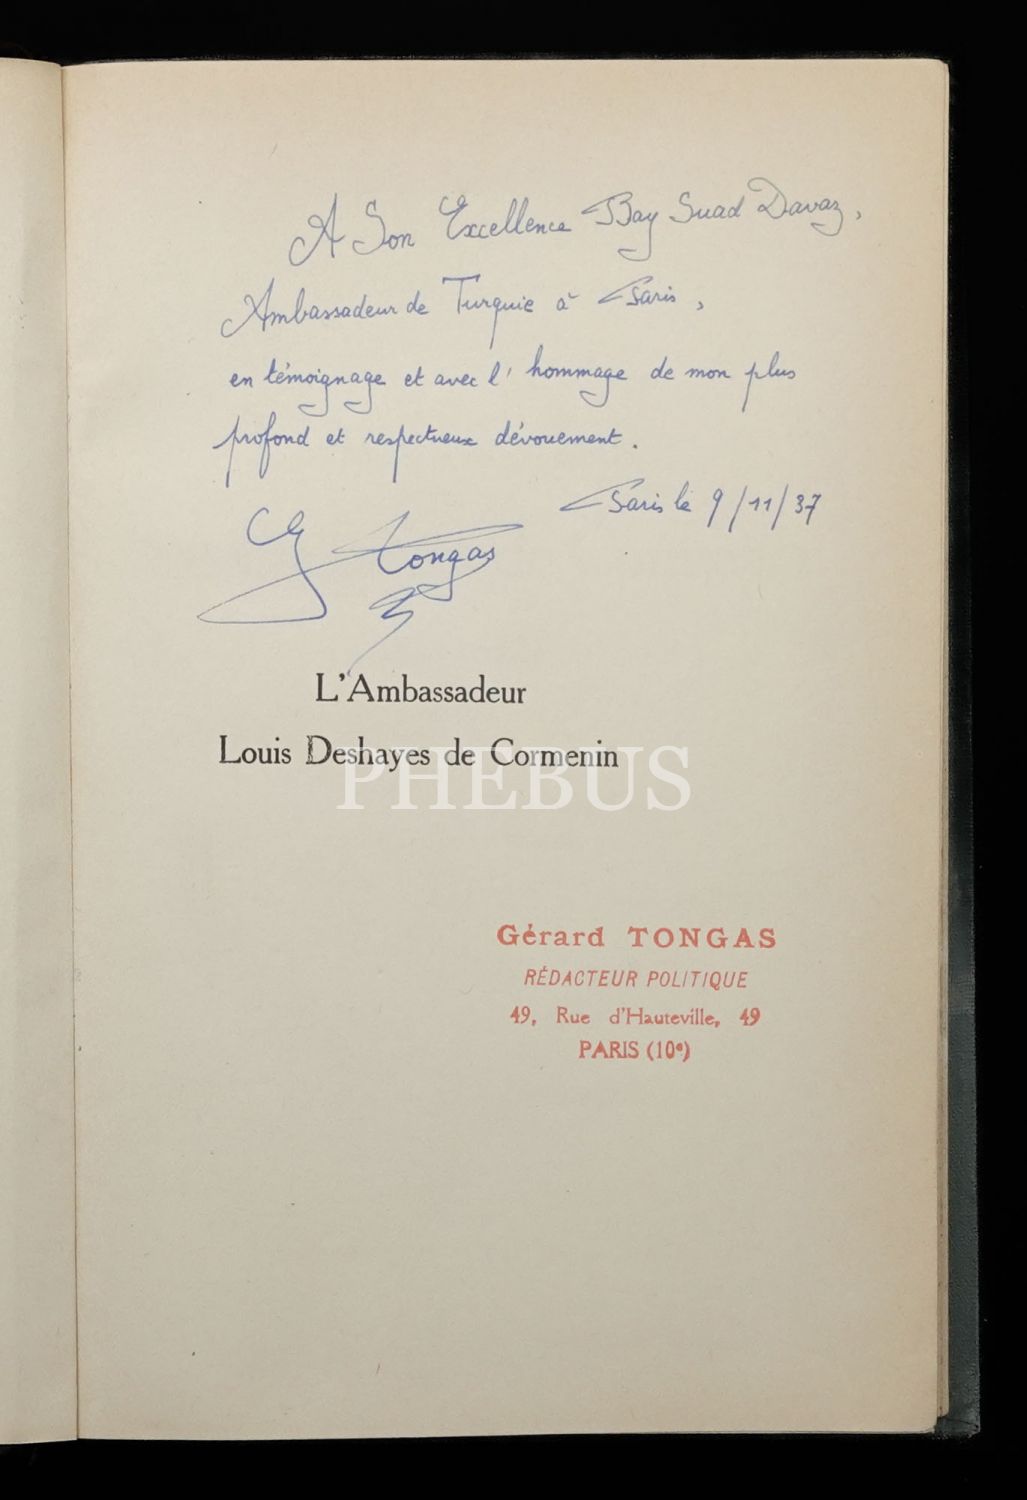 A Son Excellence Bay Suad Davaz,
Ambassadeur de Turquie à Paris,
en témoignage et avec l'hommage de mon plus
profond et respectueux dévouement.
Paris le 9/11/37
G Tongas
L'Ambassadeur
Louis Deshayes de Cormenin
PHEBUS
Gérard TONGAS
RÉDACTEUR POLITIQUE
49, Rue d'Hauteville, 49
PARIS (10e)